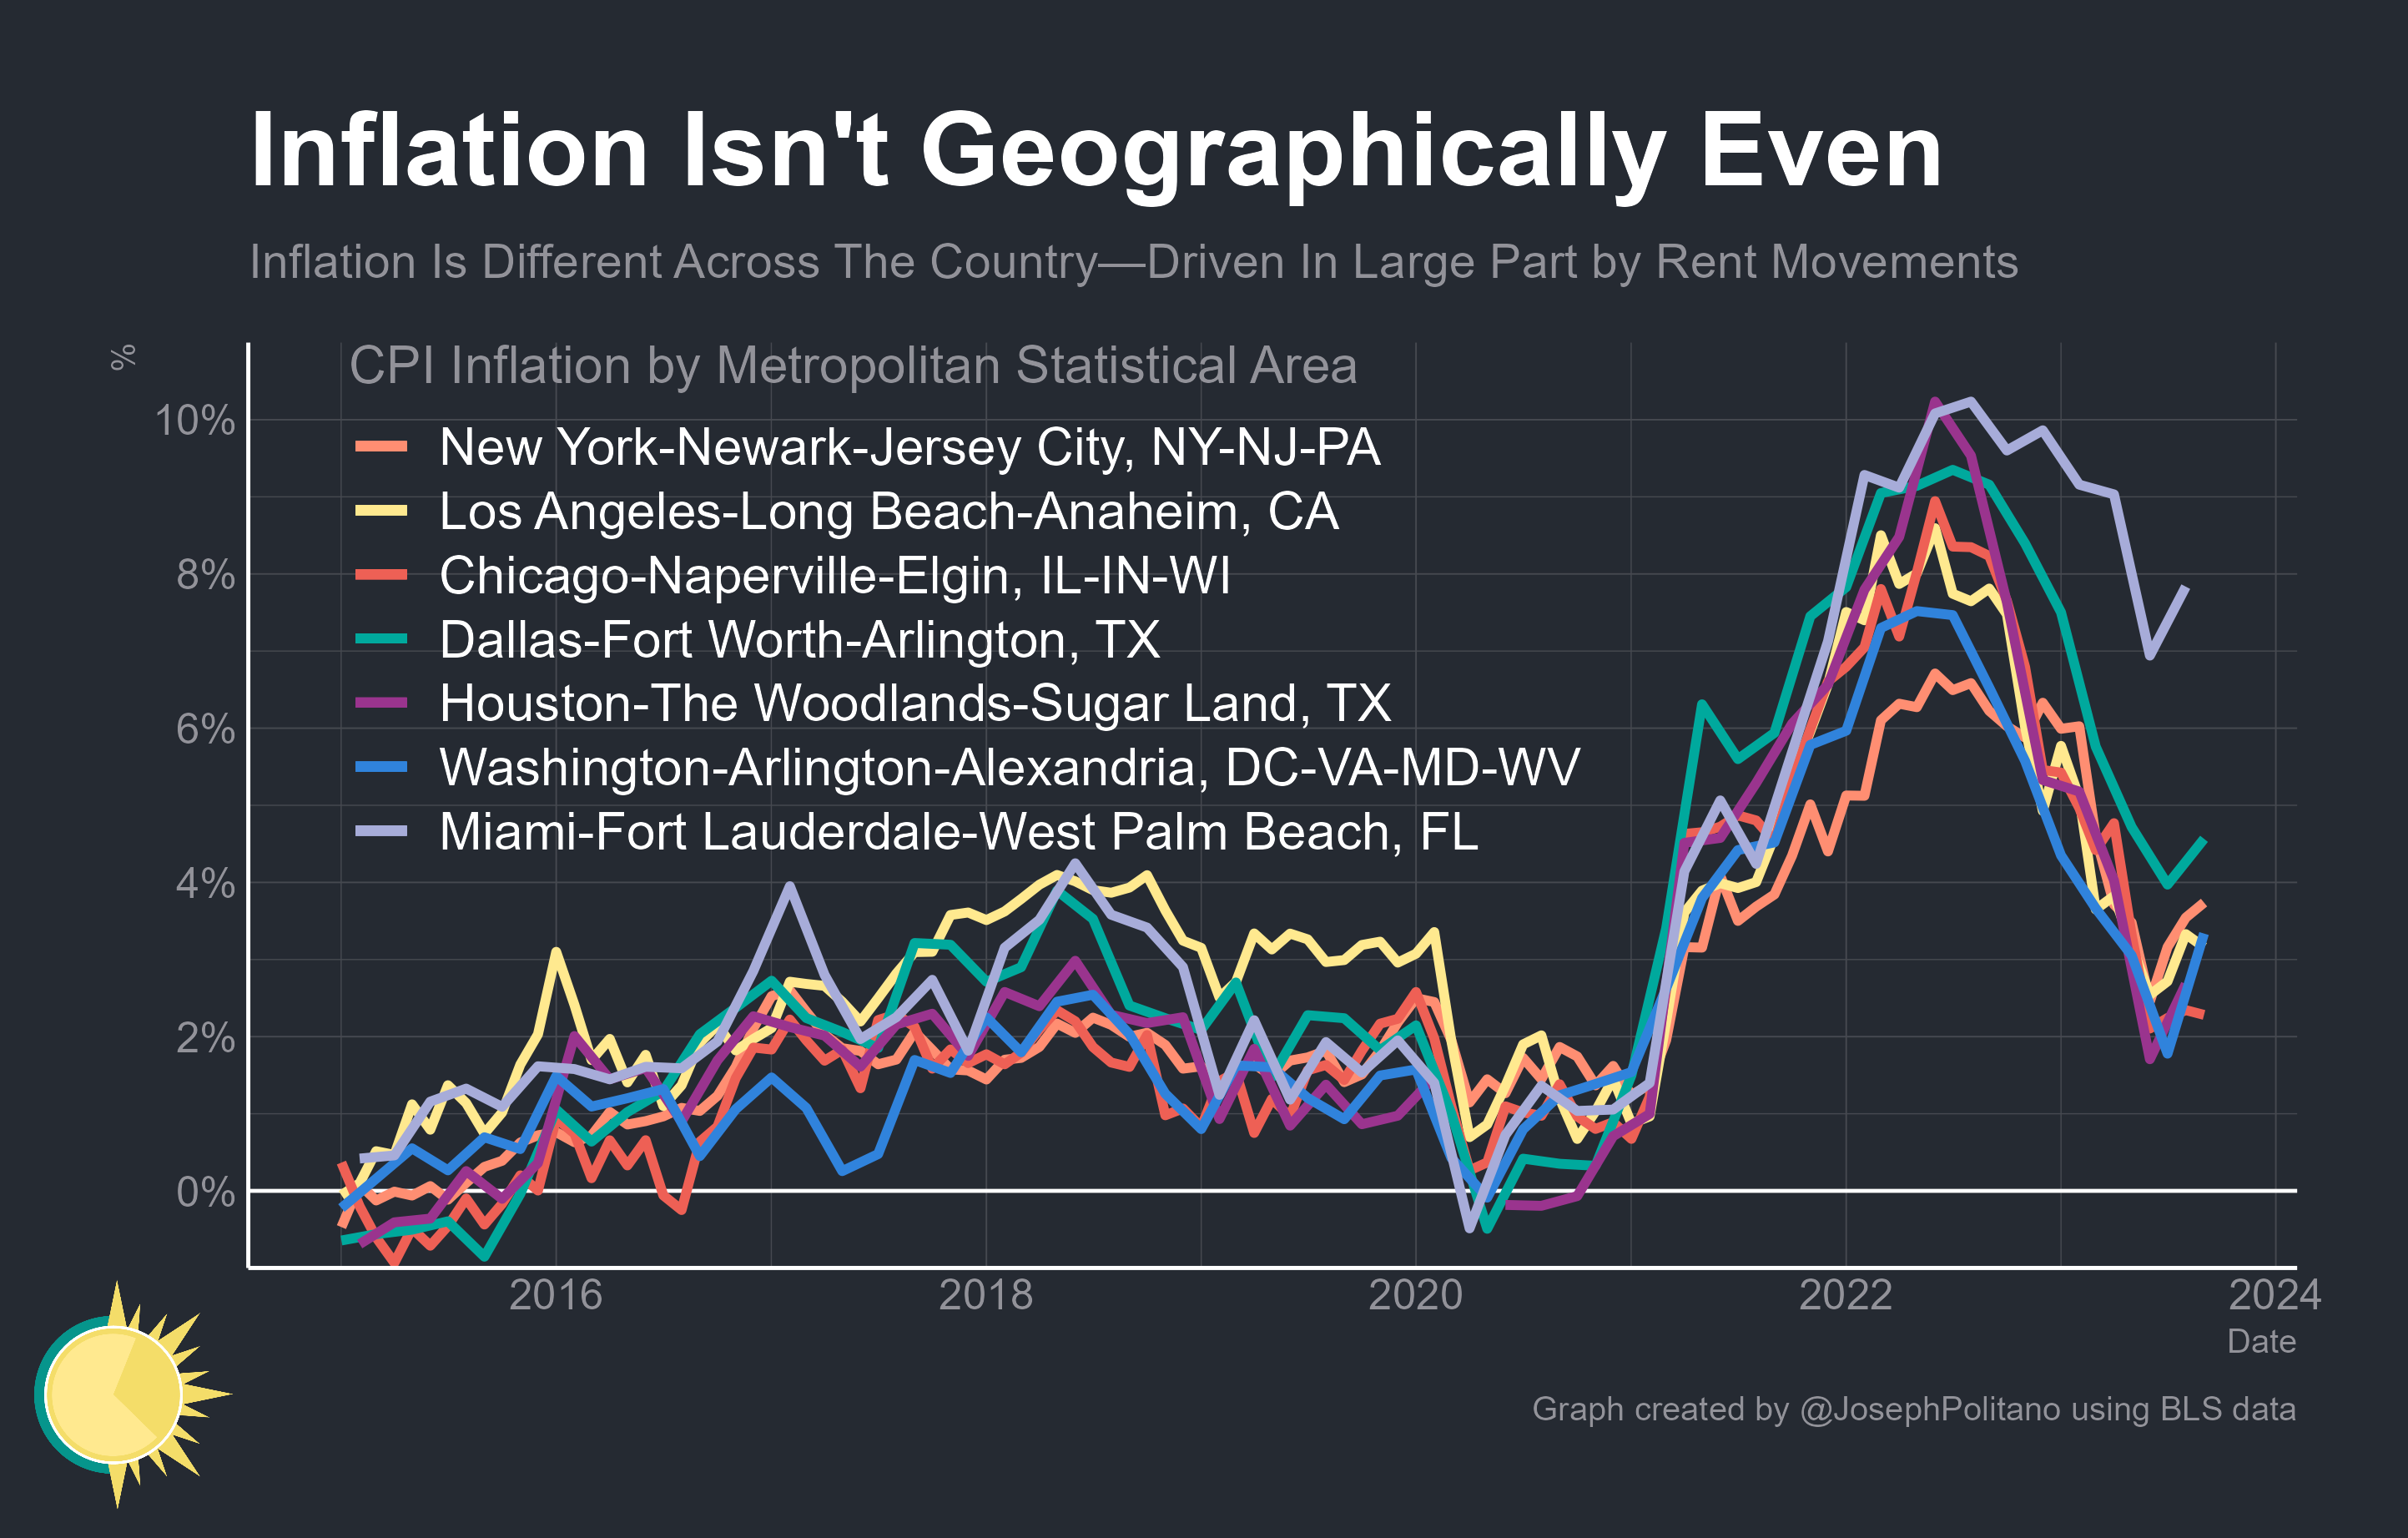 Inflation Isn't Geographically Even
Inflation Is Different Across The Country—Driven In Large Part by Rent Movements
%
CPI Inflation by Metropolitan Statistical Area
New York-Newark-Jersey City, NY-NJ-PA
Los Angeles-Long Beach-Anaheim, CA
Chicago-Naperville-Elgin, IL-IN-WI
Dallas-Fort Worth-Arlington, TX
Houston-The Woodlands-Sugar Land, TX
Washington-Arlington-Alexandria, DC-VA-MD-WV
Miami-Fort Lauderdale-West Palm Beach, FL
10%
8%
6%
4%
2%
0%
2016 2018 2020 2022 2024
Date
Graph created by @JosephPolitano using BLS data